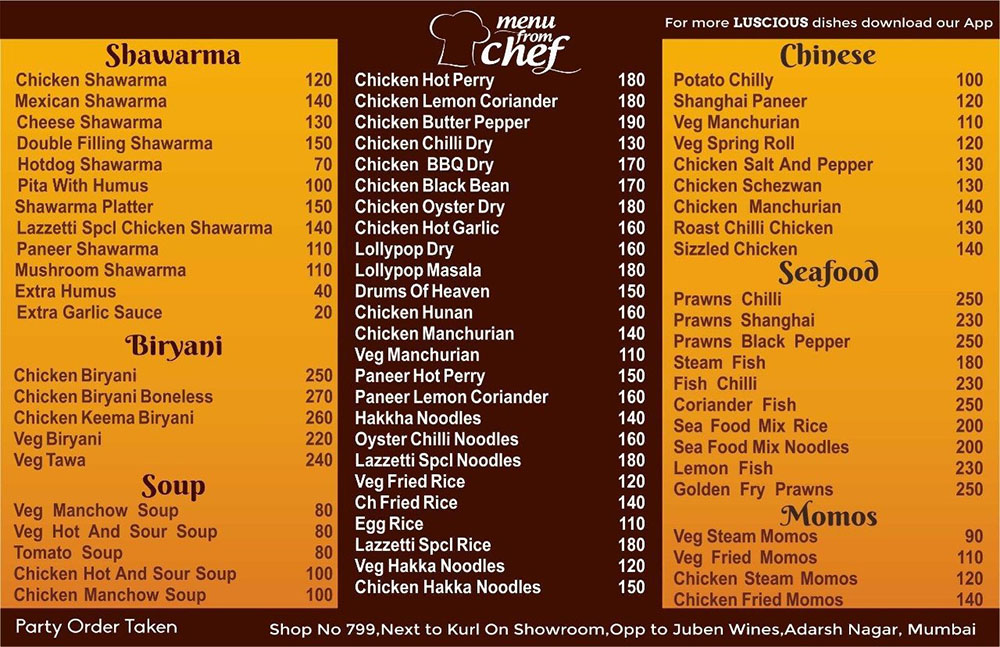 For more LUSCIOUS dishes download our App
menu
from
chef
Shawarma
Chicken Shawarma 120
Mexican Shawarma 140
Cheese Shawarma 130
Double Filling Shawarma 150
Hotdog Shawarma 70
Pita With Humus 100
Shawarma Platter 150
Lazzetti Spcl Chicken Shawarma 140
Paneer Shawarma 110
Mushroom Shawarma 110
Extra Humus 40
Extra Garlic Sauce 20
Biryani
Chicken Biryani 250
Chicken Biryani Boneless 270
Chicken Keema Biryani 260
Veg Biryani 220
Veg Tawa 240
Soup
Veg Manchow Soup 80
Veg Hot And Sour Soup 80
Tomato Soup 80
Chicken Hot And Sour Soup 100
Chicken Manchow Soup 100
Chicken Hot Perry 180
Chicken Lemon Coriander 180
Chicken Butter Pepper 190
Chicken Chilli Dry 130
Chicken BBQ Dry 170
Chicken Black Bean 170
Chicken Oyster Dry 180
Chicken Hot Garlic 160
Lollypop Dry 160
Lollypop Masala 180
Drums Of Heaven 150
Chicken Hunan 160
Chicken Manchurian 140
Veg Manchurian 110
Paneer Hot Perry 150
Paneer Lemon Coriander 160
Hakkha Noodles 140
Oyster Chilli Noodles 160
Lazzetti Spcl Noodles 180
Veg Fried Rice 120
Ch Fried Rice 140
Egg Rice 110
Lazzetti Spcl Rice 180
Veg Hakka Noodles 120
Chicken Hakka Noodles 150
Chinese
Potato Chilly 100
Shanghai Paneer 120
Veg Manchurian 110
Veg Spring Roll 120
Chicken Salt And Pepper 130
Chicken Schezwan 130
Chicken Manchurian 140
Roast Chilli Chicken 130
Sizzled Chicken 140
Seafood
Prawns Chilli 250
Prawns Shanghai 230
Prawns Black Pepper 250
Steam Fish 180
Fish Chilli 230
Coriander Fish 250
Sea Food Mix Rice 200
Sea Food Mix Noodles 200
Lemon Fish 230
Golden Fry Prawns 250
Momos
Veg Steam Momos 90
Veg Fried Momos 110
Chicken Steam Momos 120
Chicken Fried Momos 140
Party Order Taken
Shop No 799,Next to Kurl On Showroom,Opp to Juben Wines,Adarsh Nagar, Mumbai